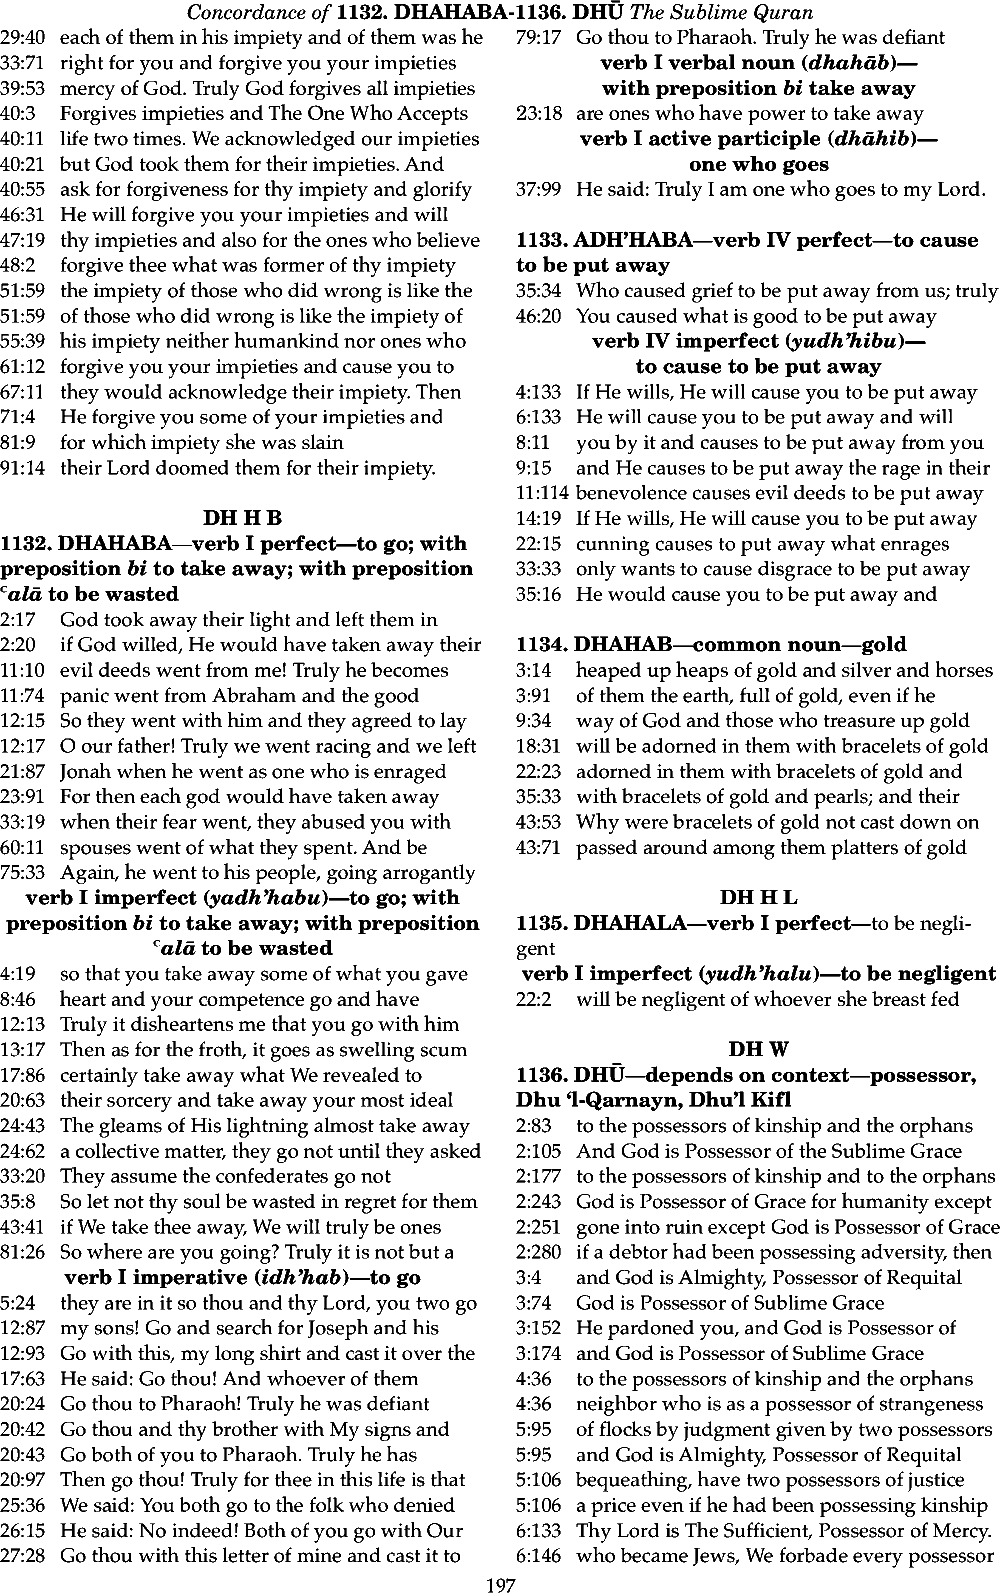 Concordance of 1132. DHAHABA-1136. DHŪ The Sublime Quran
29:40 each of them in his impiety and of them was he
33:71 right for you and forgive you your impieties
39:53 mercy of God. Truly God forgives all impieties
40:3 Forgives impieties and The One Who Accepts
40:11 life two times. We acknowledged our impieties
40:21 but God took them for their impieties. And
40:55 ask for forgiveness for thy impiety and glorify
46:31 He will forgive you your impieties and will
47:19 thy impieties and also for the ones who believe
48:2 forgive thee what was former of thy impiety
51:59 the impiety of those who did wrong is like the
51:59 of those who did wrong is like the impiety of
55:39 his impiety neither humankind nor ones who
61:12 forgive you your impieties and cause you to
67:11 they would acknowledge their impiety. Then
71:4 He forgive you some of your impieties and
81:9 for which impiety she was slain
91:14 their Lord doomed them for their impiety.
DH H B
1132. DHAHABA—verb I perfect—to go; with
preposition bi to take away; with preposition
ᶜalā to be wasted
2:17 God took away their light and left them in
2:20 if God willed, He would have taken away their
11:10 evil deeds went from me! Truly he becomes
11:74 panic went from Abraham and the good
12:15 So they went with him and they agreed to lay
12:17 O our father! Truly we went racing and we left
21:87 Jonah when he went as one who is enraged
23:91 For then each god would have taken away
33:19 when their fear went, they abused you with
60:11 spouses went of what they spent. And be
75:33 Again, he went to his people, going arrogantly
verb I imperfect (yadh’habu)—to go; with
preposition bi to take away; with preposition
ᶜalā to be wasted
4:19 so that you take away some of what you gave
8:46 heart and your competence go and have
12:13 Truly it disheartens me that you go with him
13:17 Then as for the froth, it goes as swelling scum
17:86 certainly take away what We revealed to
20:63 their sorcery and take away your most ideal
24:43 The gleams of His lightning almost take away
24:62 a collective matter, they go not until they asked
33:20 They assume the confederates go not
35:8 So let not thy soul be wasted in regret for them
43:41 if We take thee away, We will truly be ones
81:26 So where are you going? Truly it is not but a
verb I imperative (idh’hab)—to go
5:24 they are in it so thou and thy Lord, you two go
12:87 my sons! Go and search for Joseph and his
12:93 Go with this, my long shirt and cast it over the
17:63 He said: Go thou! And whoever of them
20:24 Go thou to Pharaoh! Truly he was defiant
20:42 Go thou and thy brother with My signs and
20:43 Go both of you to Pharaoh. Truly he has
20:97 Then go thou! Truly for thee in this life is that
25:36 We said: You both go to the folk who denied
26:15 He said: No indeed! Both of you go with Our
27:28 Go thou with this letter of mine and cast it to
79:17 Go thou to Pharaoh. Truly he was defiant
verb I verbal noun (dhahāb)—
with preposition bi take away
23:18 are ones who have power to take away
verb I active participle (dhāhib)—
one who goes
37:99 He said: Truly I am one who goes to my Lord.
1133. ADH’HABA—verb IV perfect—to cause
to be put away
35:34 Who caused grief to be put away from us; truly
46:20 You caused what is good to be put away
verb IV imperfect (yudh’hibu)—
to cause to be put away
4:133 If He wills, He will cause you to be put away
6:133 He will cause you to be put away and will
8:11 you by it and causes to be put away from you
9:15 and He causes to be put away the rage in their
11:114 benevolence causes evil deeds to be put away
14:19 If He wills, He will cause you to be put away
22:15 cunning causes to put away what enrages
33:33 only wants to cause disgrace to be put away
35:16 He would cause you to be put away and
1134. DHAHAB—common noun—gold
3:14 heaped up heaps of gold and silver and horses
3:91 of them the earth, full of gold, even if he
9:34 way of God and those who treasure up gold
18:31 will be adorned in them with bracelets of gold
22:23 adorned in them with bracelets of gold and
35:33 with bracelets of gold and pearls; and their
43:53 Why were bracelets of gold not cast down on
43:71 passed around among them platters of gold
DH H L
1135. DHAHALA—verb I perfect—to be negli-
gent
verb I imperfect (yudh’halu)—to be negligent
22:2 will be negligent of whoever she breast fed
DH W
1136. DHŪ—depends on context—possessor,
Dhu ‘l-Qarnayn, Dhu’l Kifl
2:83 to the possessors of kinship and the orphans
2:105 And God is Possessor of the Sublime Grace
2:177 to the possessors of kinship and to the orphans
2:243 God is Possessor of Grace for humanity except
2:251 gone into ruin except God is Possessor of Grace
2:280 if a debtor had been possessing adversity, then
3:4 and God is Almighty, Possessor of Requital
3:74 God is Possessor of Sublime Grace
3:152 He pardoned you, and God is Possessor of
3:174 and God is Possessor of Sublime Grace
4:36 to the possessors of kinship and the orphans
4:36 neighbor who is as a possessor of strangeness
5:95 of flocks by judgment given by two possessors
5:95 and God is Almighty, Possessor of Requital
5:106 bequeathing, have two possessors of justice
5:106 a price even if he had been possessing kinship
6:133 Thy Lord is The Sufficient, Possessor of Mercy.
6:146 who became Jews, We forbade every possessor
197